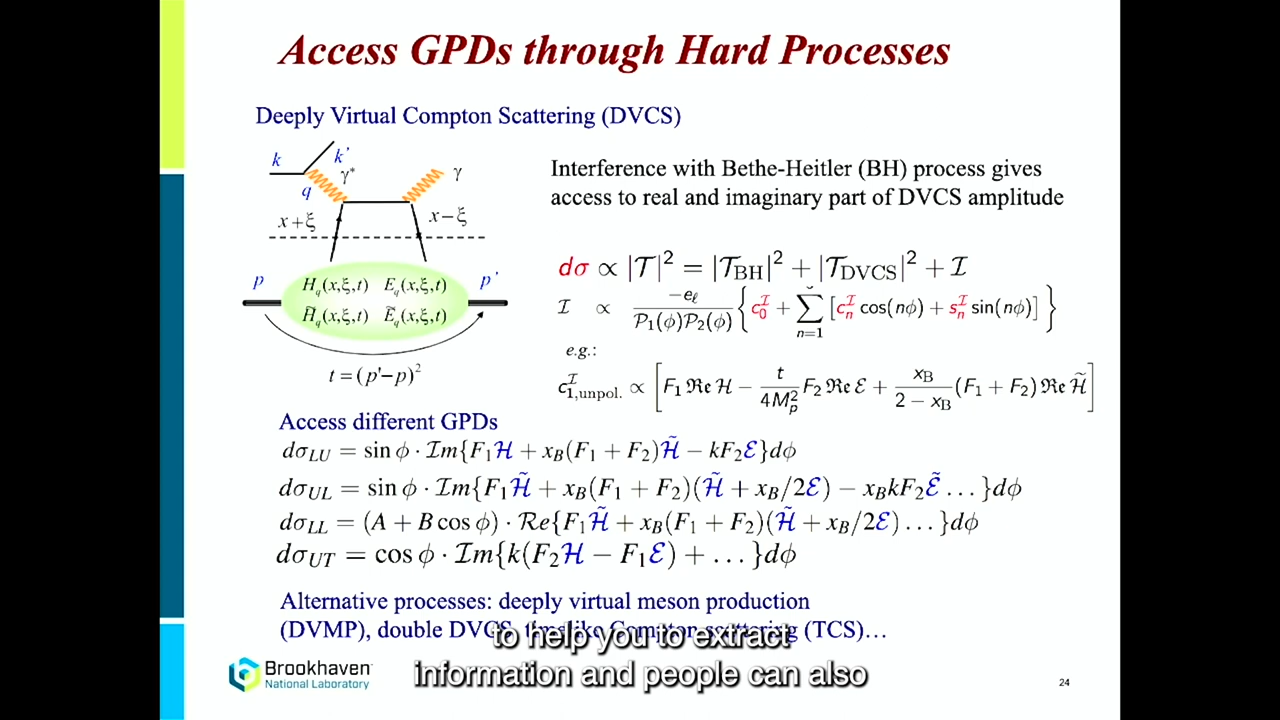 Access GPDs through Hard Processes
Deeply Virtual Compton Scattering (DVCS)
k k' γ* γ
q
x+ξ x−ξ
p p'
H_q(x,ξ,t) E_q(x,ξ,t)
H̃_q(x,ξ,t) Ẽ_q(x,ξ,t)
t=(p'−p)²
Interference with Bethe-Heitler (BH) process gives
access to real and imaginary part of DVCS amplitude
dσ ∝ |𝒯|² = |𝒯_BH|² + |𝒯_DVCS|² + ℐ
ℐ ∝ −e_ℓ / 𝒫₁(ϕ)𝒫₂(ϕ) { c₀^ℐ + ∑_{n=1} [c_n^ℐ cos(nϕ) + s_n^ℐ sin(nϕ)] }
e.g.:
c^ℐ_{1,unpol.} ∝ [ F₁ ℜe ℋ − t/4M_p² F₂ ℜe ℰ + x_B/(2 − x_B) (F₁ + F₂) ℜe ℋ̃ ]
Access different GPDs
dσ_LU = sin ϕ · ℐm{F₁ℋ + x_B(F₁ + F₂)ℋ̃ − kF₂ℰ}dϕ
dσ_UL = sin ϕ · ℐm{F₁ℋ̃ + x_B(F₁ + F₂)(ℋ̃ + x_B/2ℰ) − x_BkF₂ℰ̃ …}dϕ
dσ_LL = (A + B cos ϕ) · ℛe{F₁ℋ̃ + x_B(F₁ + F₂)(ℋ̃ + x_B/2ℰ) …}dϕ
dσ_UT = cos ϕ · ℐm{k(F₂ℋ − F₁ℰ) + …}dϕ
Alternative processes: deeply virtual meson production
(DVMP), double DVCS, timelike Compton scattering (TCS)…
to help you to extract
information and people can also
Brookhaven
National Laboratory
24